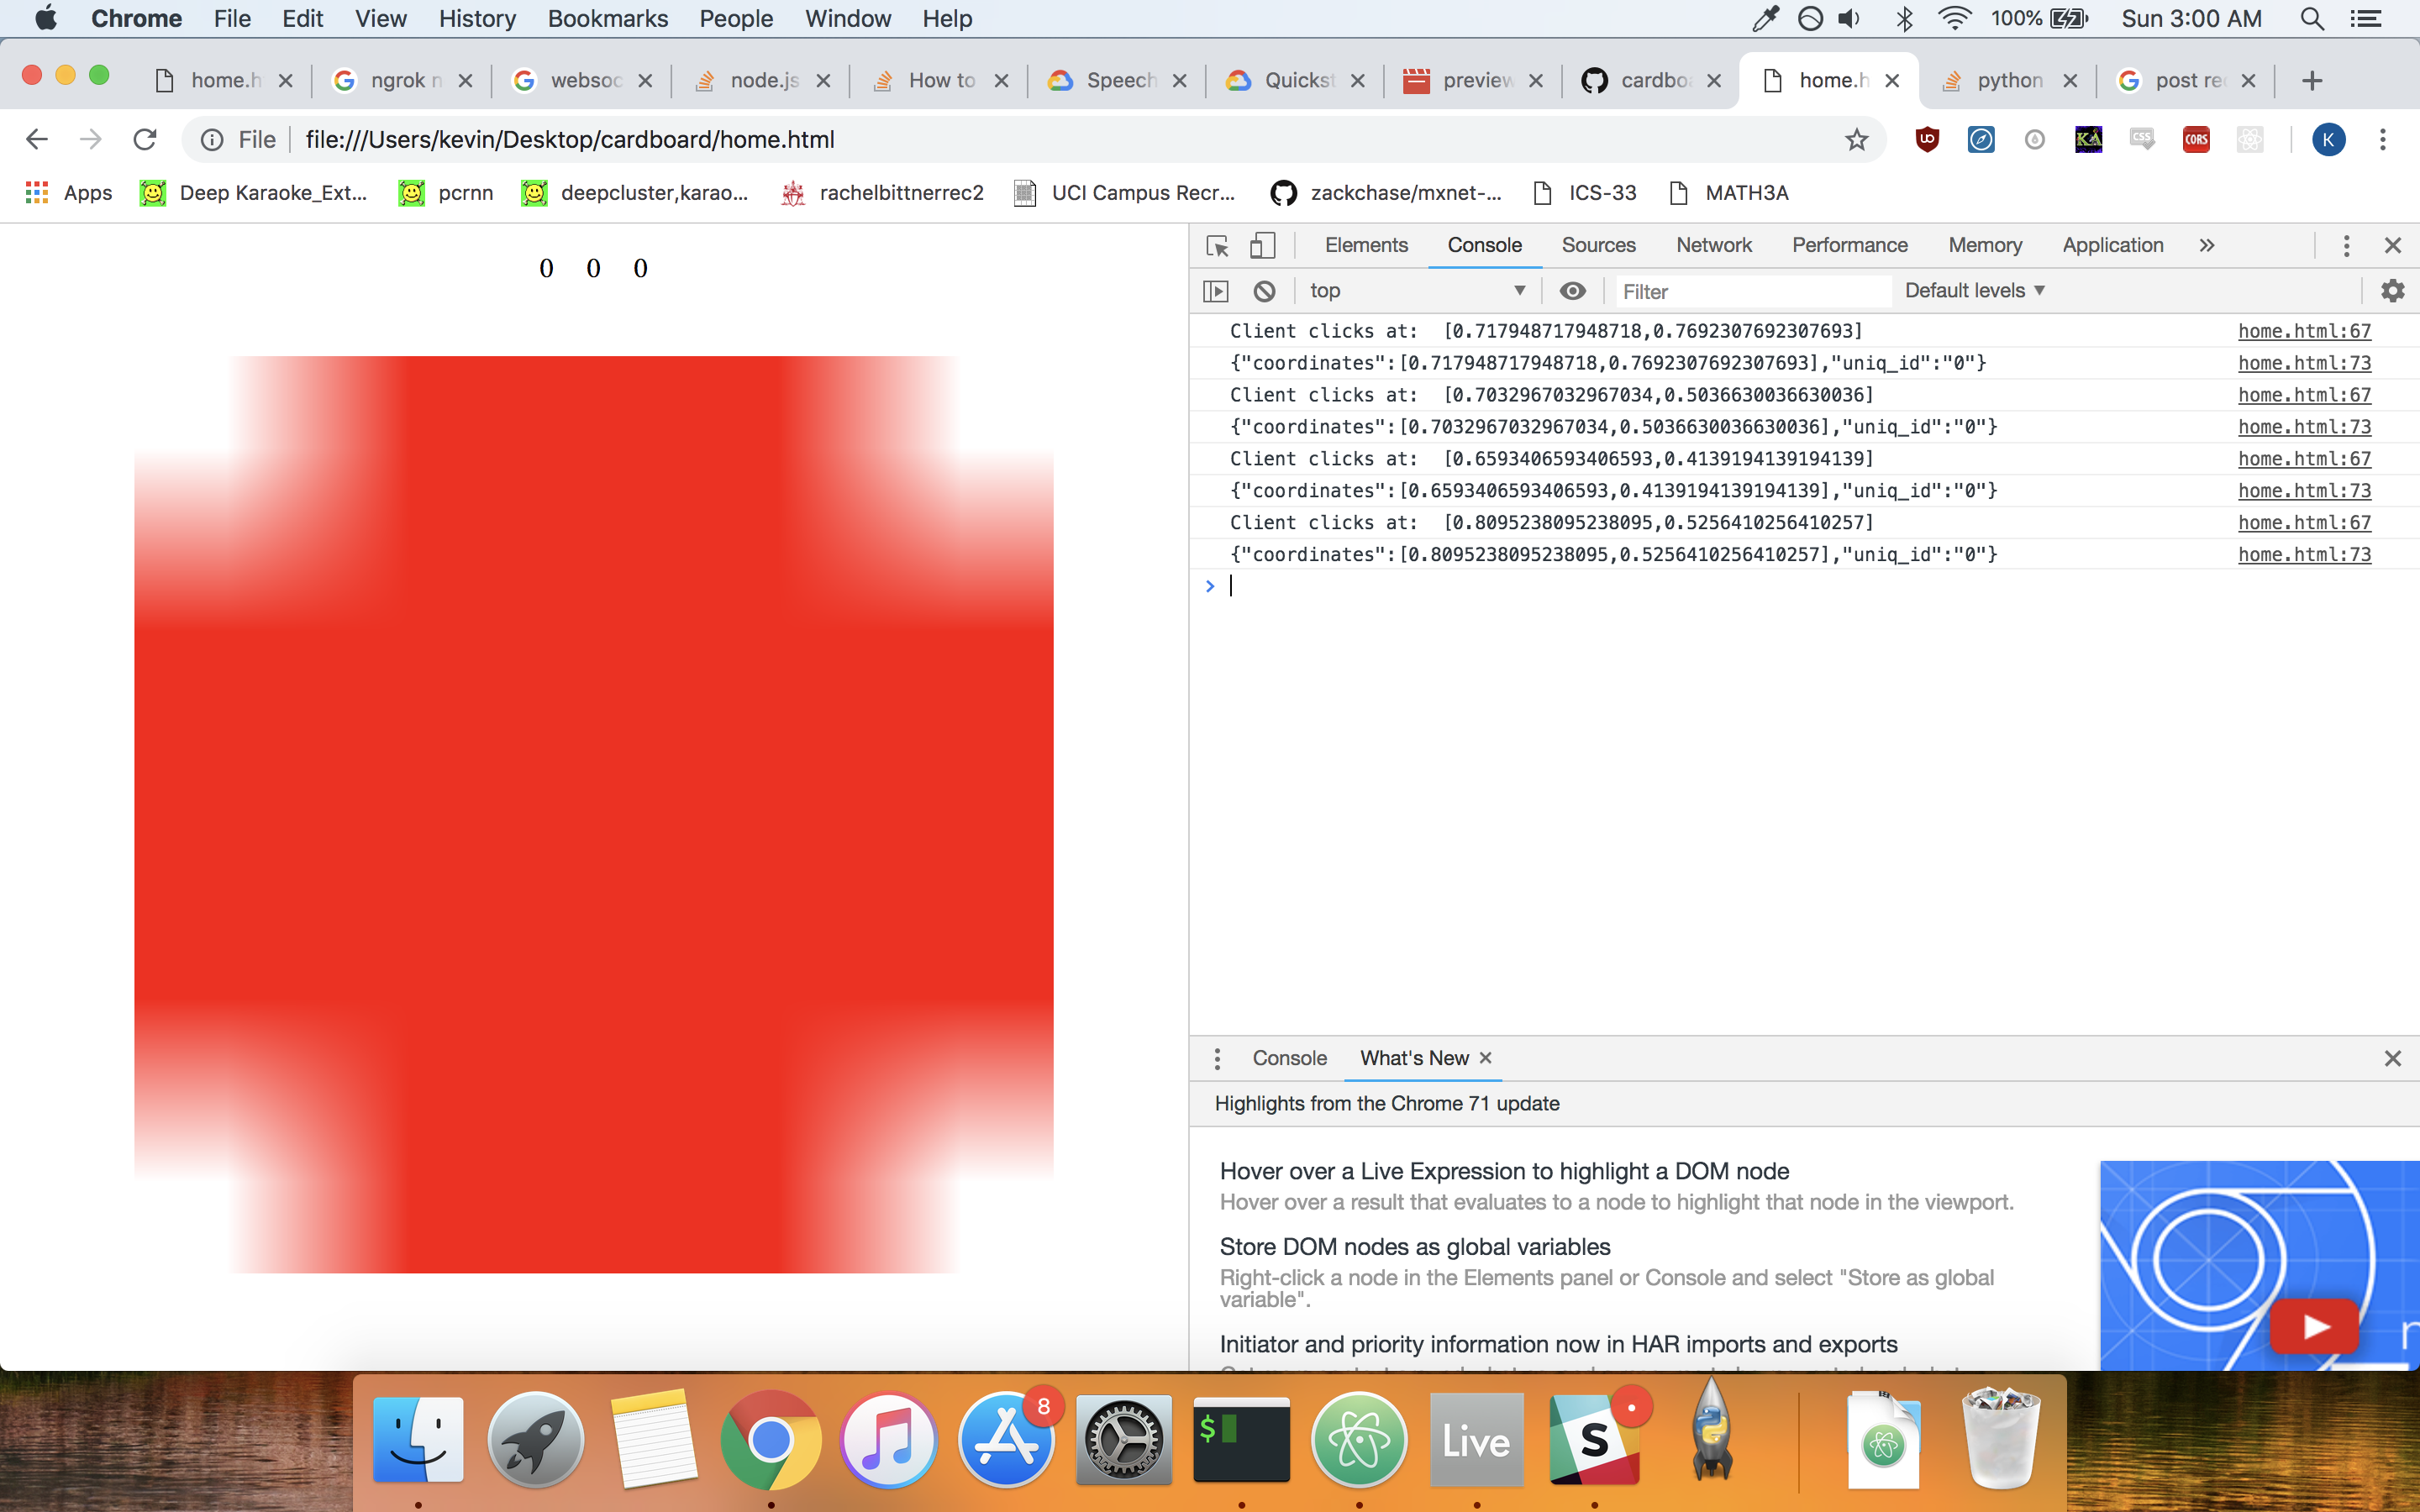 Chrome File Edit View History Bookmarks People Window Help 100% Sun 3:00 AM
home.h ngrok n websoc node.js How to Speech Quickst preview cardboa home.h python post re
File file:///Users/kevin/Desktop/cardboard/home.html KA CSS CORS K
Apps Deep Karaoke_Ext... pcrnn deepcluster,karao... rachelbittnerrec2 UCI Campus Recr... zackchase/mxnet-... ICS-33 MATH3A
0 0 0
Elements Console Sources Network Performance Memory Application »
top Filter Default levels
Client clicks at: [0.717948717948718,0.7692307692307693] home.html:67
{"coordinates":[0.717948717948718,0.7692307692307693],"uniq_id":"0"} home.html:73
Client clicks at: [0.7032967032967034,0.5036630036630036] home.html:67
{"coordinates":[0.7032967032967034,0.5036630036630036],"uniq_id":"0"} home.html:73
Client clicks at: [0.6593406593406593,0.4139194139194139] home.html:67
{"coordinates":[0.6593406593406593,0.4139194139194139],"uniq_id":"0"} home.html:73
Client clicks at: [0.8095238095238095,0.5256410256410257] home.html:67
{"coordinates":[0.8095238095238095,0.5256410256410257],"uniq_id":"0"} home.html:73
Console What's New
Highlights from the Chrome 71 update
Hover over a Live Expression to highlight a DOM node
Hover over a result that evaluates to a node to highlight that node in the viewport.
Store DOM nodes as global variables
Right-click a node in the Elements panel or Console and select "Store as global
variable".
Initiator and priority information now in HAR imports and exports
8
$
Live
S